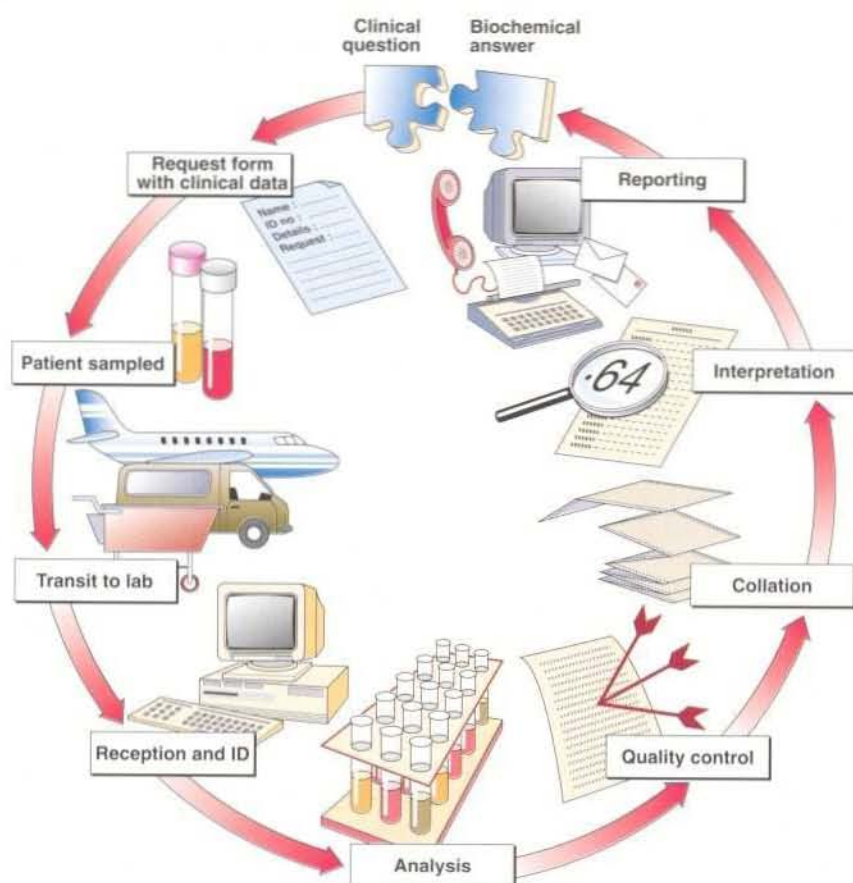 Clinical
question
Biochemical
answer
Request form
with clinical data
Name :
ID no :
Details :
Request :
Patient sampled
Transit to lab
Reception and ID
Analysis
Quality control
Collation
Interpretation
·64
Reporting